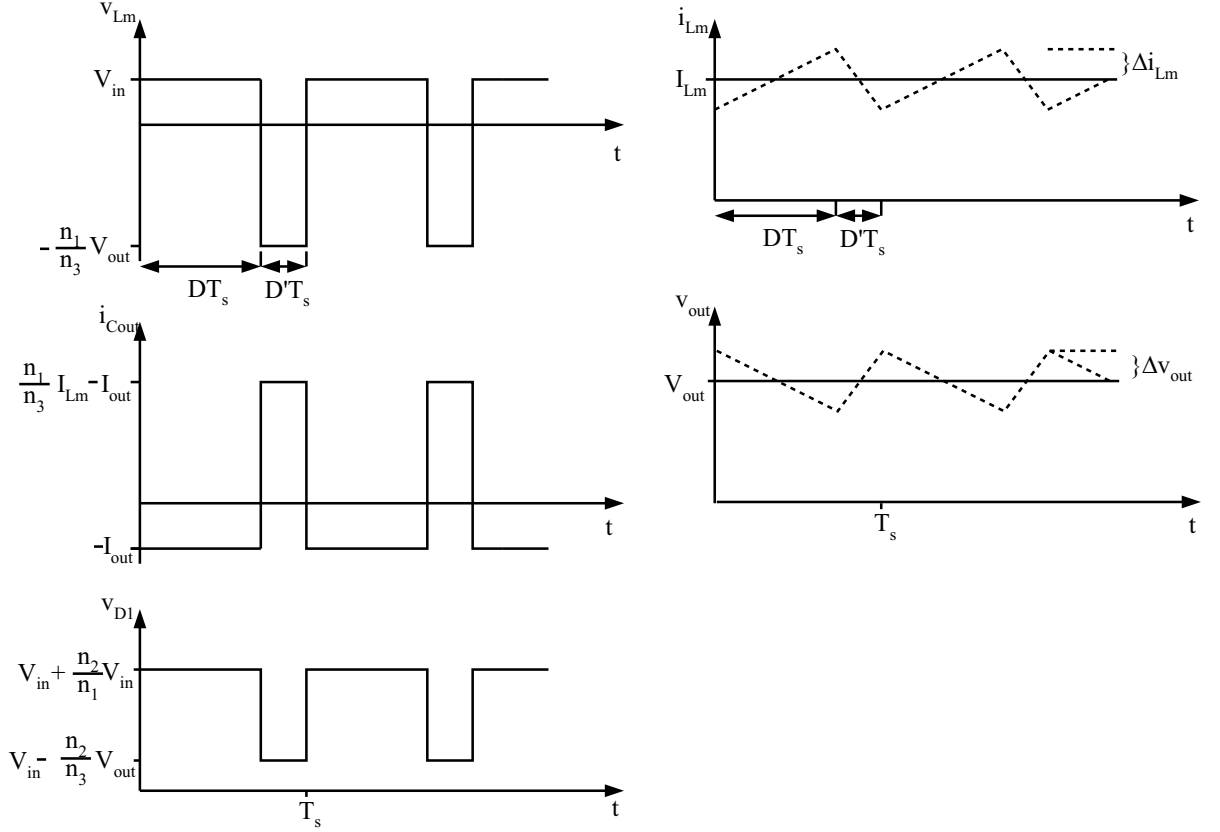 v_Lm
V_in
t
- n_1/n_3 V_out
DT_s
D'T_s
i_Lm
I_Lm
}Δi_Lm
t
DT_s
D'T_s
i_Cout
n_1/n_3 I_Lm -I_out
-I_out
t
v_out
V_out
}Δv_out
T_s
t
v_D1
V_in + n_2/n_1 V_in
V_in - n_2/n_3 V_out
T_s
t